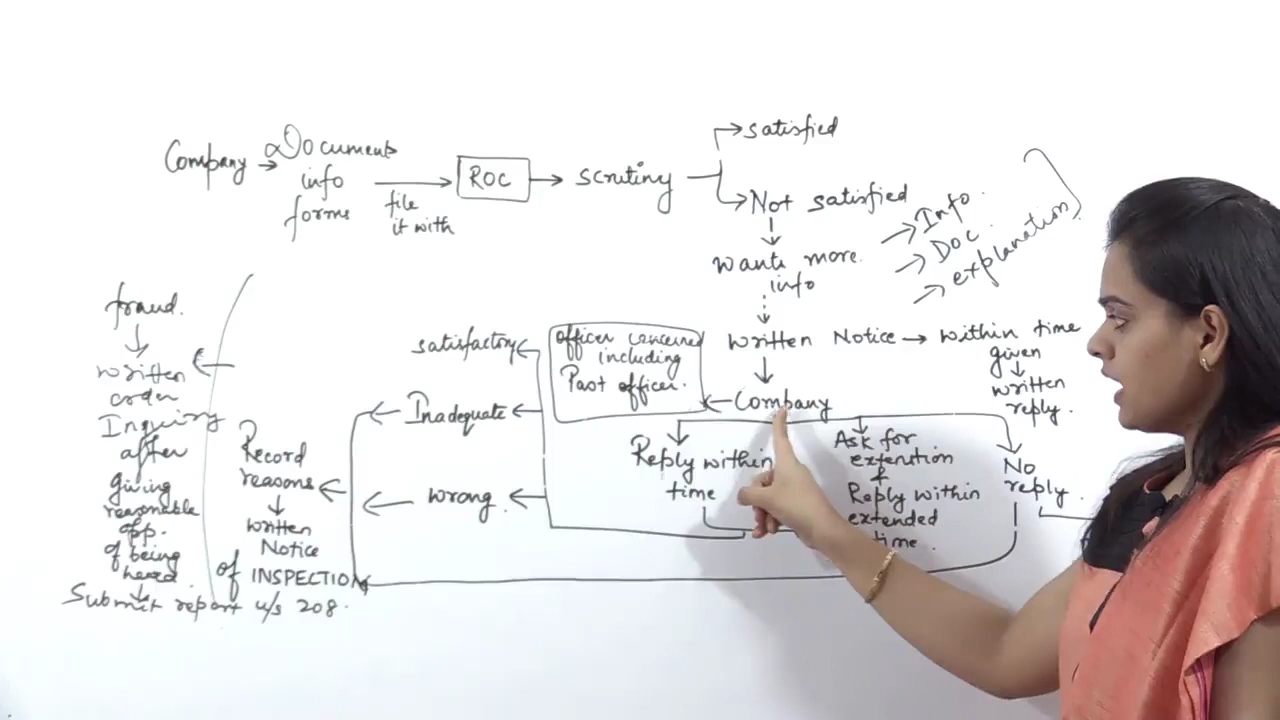 Company → Documents
info
forms
file
it with
ROC
scrutiny
satisfied
Not satisfied
wants more
info
Info
Doc
explanation
written Notice → within time
given
written
reply.
Company
officer concerne
including
Past officer.
Reply within
time
Ask for
extention
&
Reply within
extended
time.
No
reply.
satisfactory
Inadequate
wrong.
Record
reasons
written
Notice
of INSPECTION
fraud.
written
order
Inquiry
after
giving
reasonable
opp.
of being
heard
Submit report u/s 208.